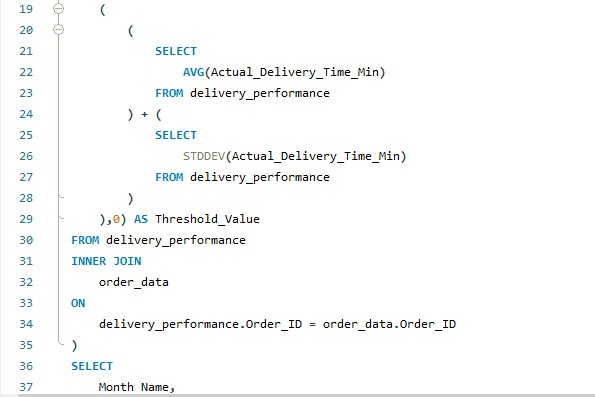 19 (
20 (
21 SELECT
22 AVG(Actual_Delivery_Time_Min)
23 FROM delivery_performance
24 ) + (
25 SELECT
26 STDDEV(Actual_Delivery_Time_Min)
27 FROM delivery_performance
28 )
29 ),0) AS Threshold_Value
30 FROM delivery_performance
31 INNER JOIN
32 order_data
33 ON
34 delivery_performance.Order_ID = order_data.Order_ID
35 )
36 SELECT
37 Month Name,